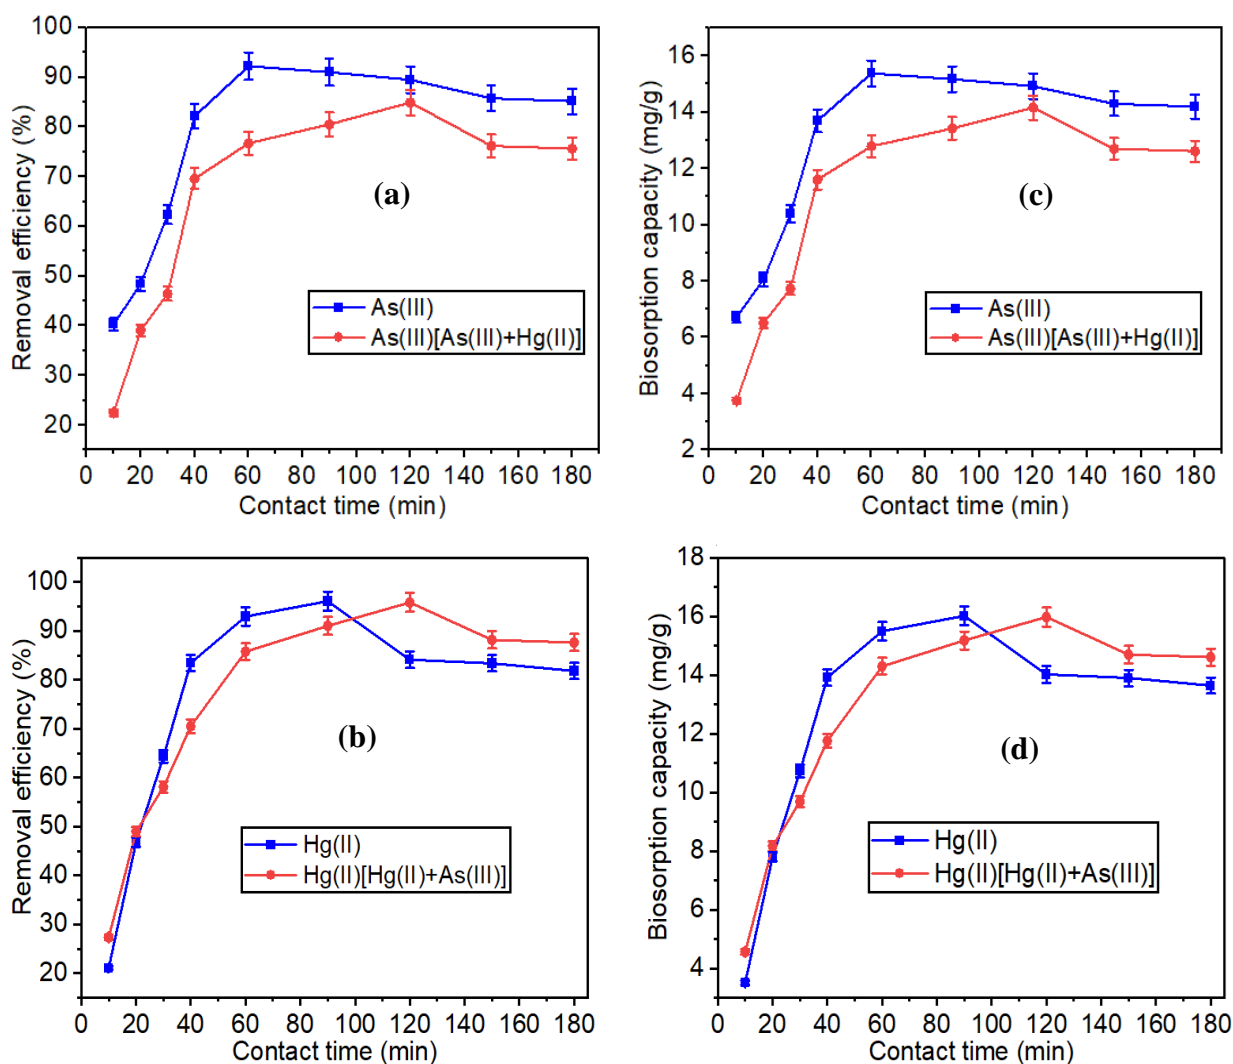 100
90
80
70
60
50
40
30
20
Removal efficiency (%)
(a)
As(III)
As(III)[As(III)+Hg(II)]
0 20 40 60 80 100 120 140 160 180
Contact time (min)
16
14
12
10
8
6
4
2
Biosorption capacity (mg/g)
(c)
As(III)
As(III)[As(III)+Hg(II)]
0 20 40 60 80 100 120 140 160 180
Contact time (min)
100
90
80
70
60
50
40
30
20
Removal efficiency (%)
(b)
Hg(II)
Hg(II)[Hg(II)+As(III)]
0 20 40 60 80 100 120 140 160 180
Contact time (min)
18
16
14
12
10
8
6
4
Biosorption capacity (mg/g)
(d)
Hg(II)
Hg(II)[Hg(II)+As(III)]
0 20 40 60 80 100 120 140 160 180
Contact time (min)